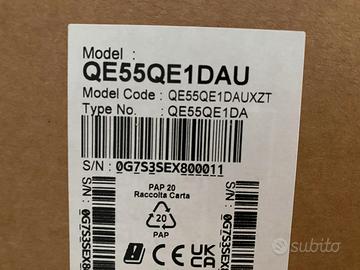 Model :
QE55QE1DAU
Model Code : QE55QE1DAUXZT
Type No. : QE55QE1DA
S/N : 0G7S3SEX800011
PAP 20
Raccolta Carta
20
PAP
CE
UK
CA
S/N :
S/N : 0G7S3SEX8
subito